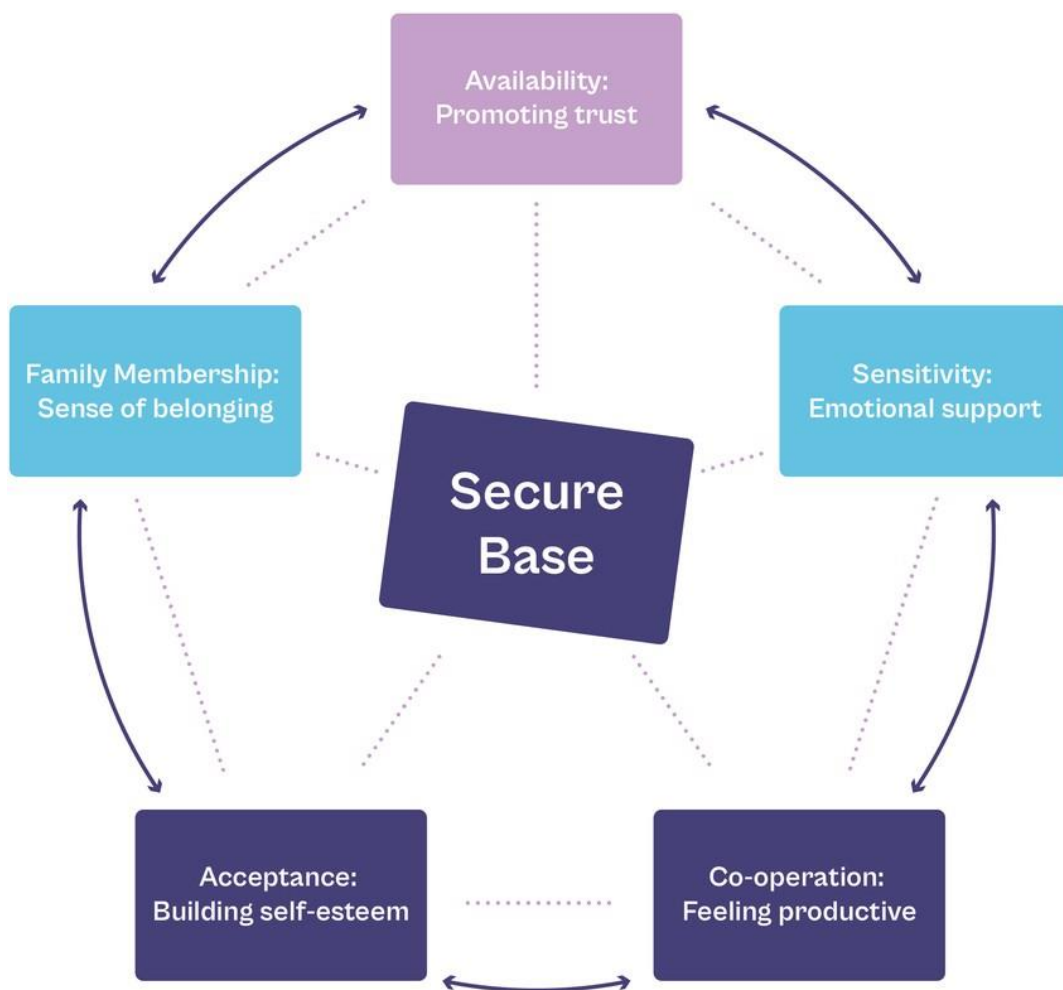 Availability:
Promoting trust
Family Membership:
Sense of belonging
Sensitivity:
Emotional support
Secure
Base
Acceptance:
Building self-esteem
Co-operation:
Feeling productive